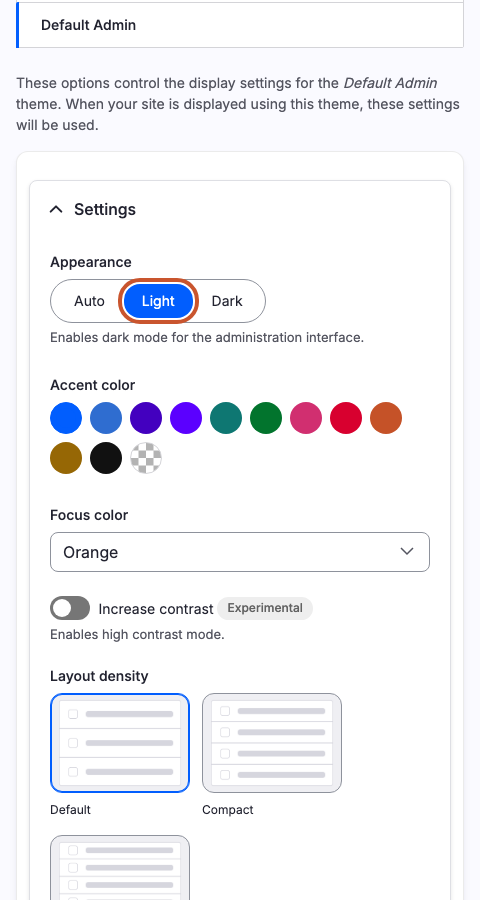 Default Admin
These options control the display settings for the Default Admin
theme. When your site is displayed using this theme, these settings
will be used.
Settings
Appearance
Auto
Light
Dark
Enables dark mode for the administration interface.
Accent color
Focus color
Orange
Increase contrast
Experimental
Enables high contrast mode.
Layout density
Default
Compact